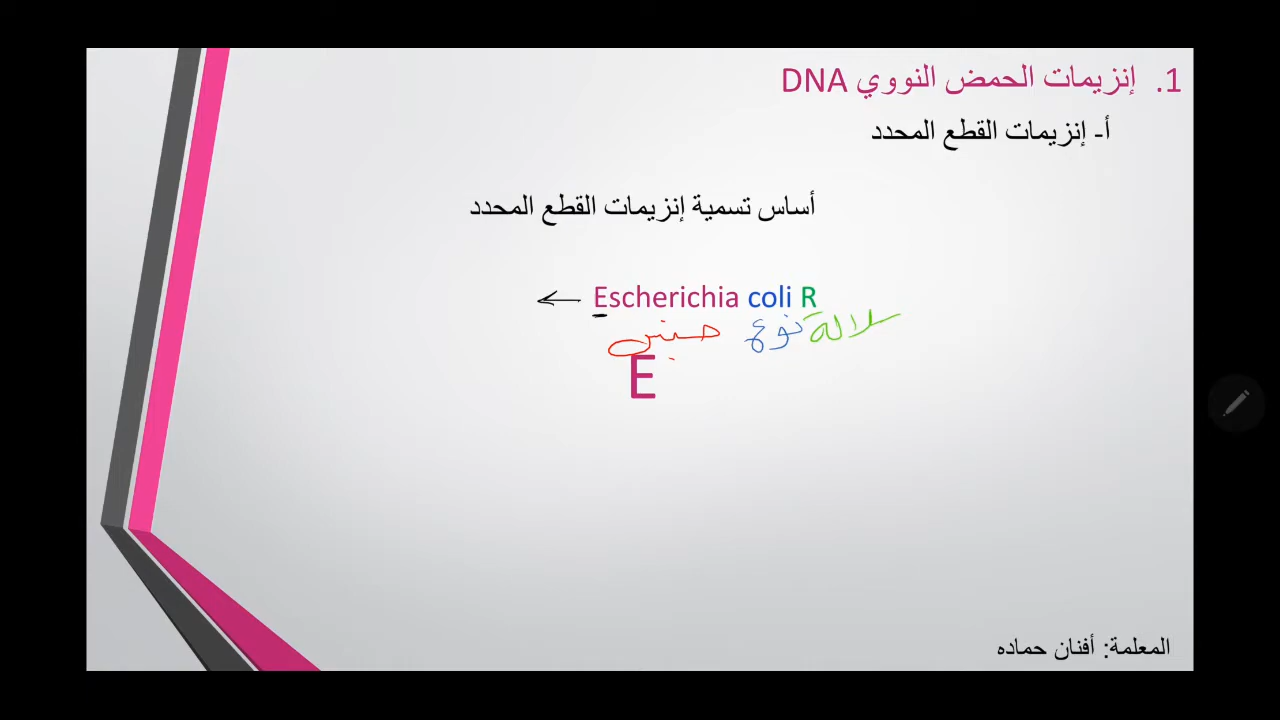 1. إنزيمات الحمض النووي DNA
أ- إنزيمات القطع المحدد
أساس تسمية إنزيمات القطع المحدد
Escherichia coli R
جنس نوع سلالة
E
المعلمة: أفنان حماده